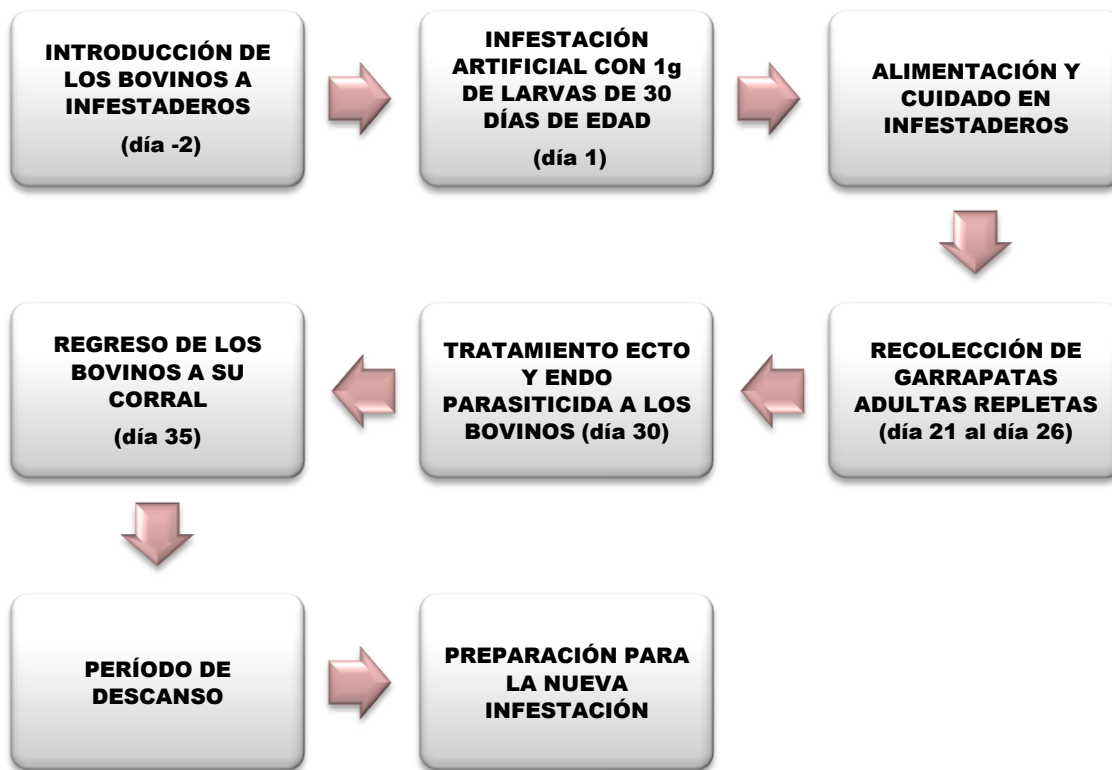 INTRODUCCIÓN DE
LOS BOVINOS A
INFESTADEROS
(día -2)
INFESTACIÓN
ARTIFICIAL CON 1g
DE LARVAS DE 30
DÍAS DE EDAD
(día 1)
ALIMENTACIÓN Y
CUIDADO EN
INFESTADEROS
RECOLECCIÓN DE
GARRAPATAS
ADULTAS REPLETAS
(día 21 al día 26)
TRATAMIENTO ECTO
Y ENDO
PARASITICIDA A LOS
BOVINOS (día 30)
REGRESO DE LOS
BOVINOS A SU
CORRAL
(día 35)
PERÍODO DE
DESCANSO
PREPARACIÓN PARA
LA NUEVA
INFESTACIÓN